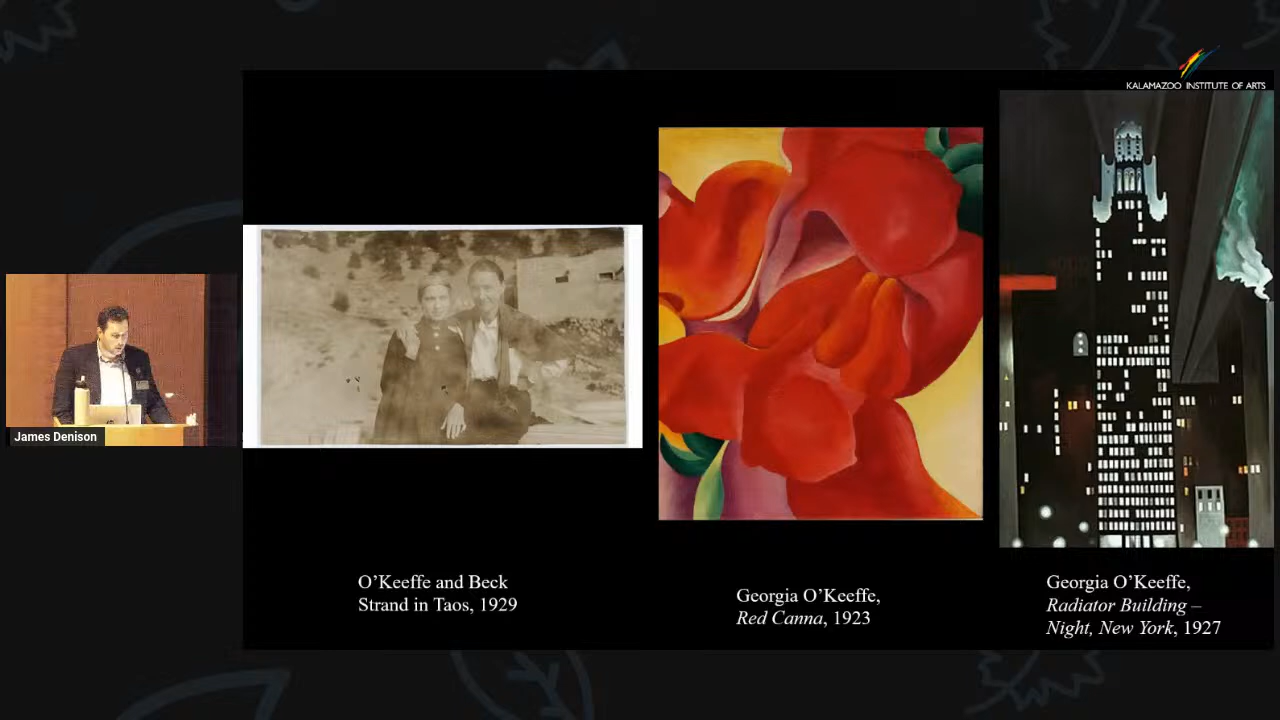 KALAMAZOO INSTITUTE OF ARTS
James Denison
O'Keeffe and Beck
Strand in Taos, 1929
Georgia O'Keeffe,
Red Canna, 1923
Georgia O'Keeffe,
Radiator Building –
Night, New York, 1927